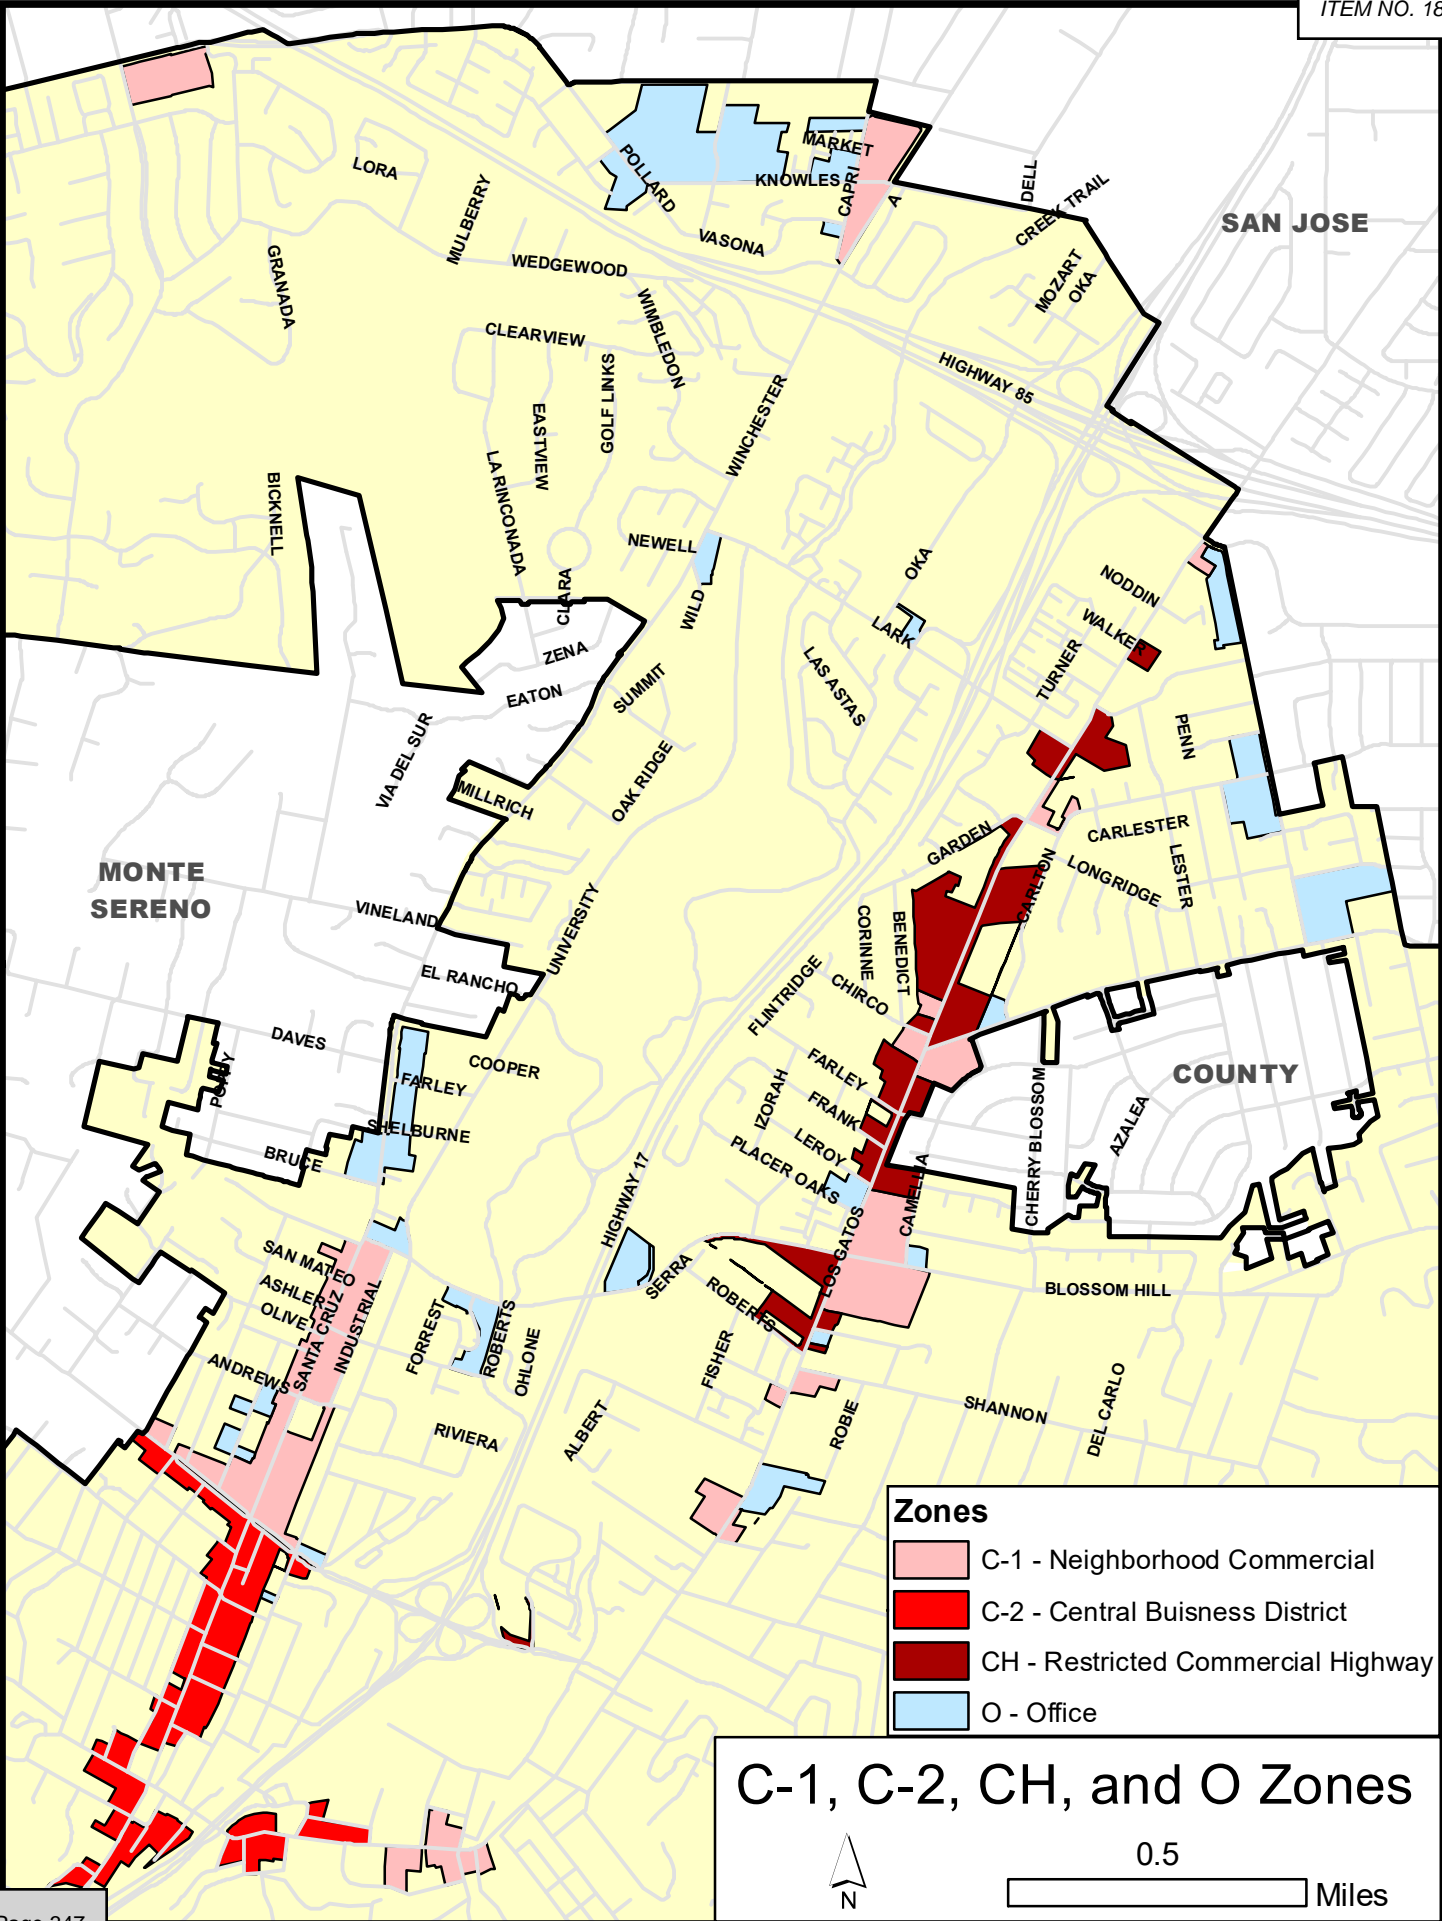 ITEM NO. 18
LORA
MULBERRY
POLLARD
MARKET
KNOWLES
CAPRI
A
DELL
CREEK TRAIL
SAN JOSE
VASONA
GRANADA
WEDGEWOOD
MOZART
OKA
WIMBLEDON
CLEARVIEW
GOLF LINKS
HIGHWAY 85
WINCHESTER
EASTVIEW
LA RINCONADA
BICKNELL
NEWELL
OKA
CLARA
WILD
NODDIN
WALKER
LARK
ZENA
TURNER
LAS ASTAS
EATON
SUMMIT
VIA DEL SUR
PENN
OAK RIDGE
MILLRICH
GARDEN
CARLESTER
MONTE
SERENO
LONGRIDGE
LESTER
CARLTON
VINELAND
UNIVERSITY
CORINNE
BENEDICT
EL RANCHO
FLINTRIDGE
CHIRCO
DAVES
COOPER
FARLEY
COUNTY
FARLEY
IZORAH
FRANK
CHERRY BLOSSOM
AZALEA
SHELBURNE
LEROY
BRUCE
PLACER OAKS
CAMELLIA
HIGHWAY 17
LOS GATOS
SAN MATEO
SERRA
BLOSSOM HILL
ASHLER
OLIVE
SANTA CRUZ
INDUSTRIAL
ROBERTS
FORREST
ROBERTS
OHLONE
FISHER
ANDREWS
SHANNON
DEL CARLO
ROBIE
ALBERT
RIVIERA
Zones
C-1 - Neighborhood Commercial
C-2 - Central Buisness District
CH - Restricted Commercial Highway
O - Office
C-1, C-2, CH, and O Zones
N
0.5
Miles